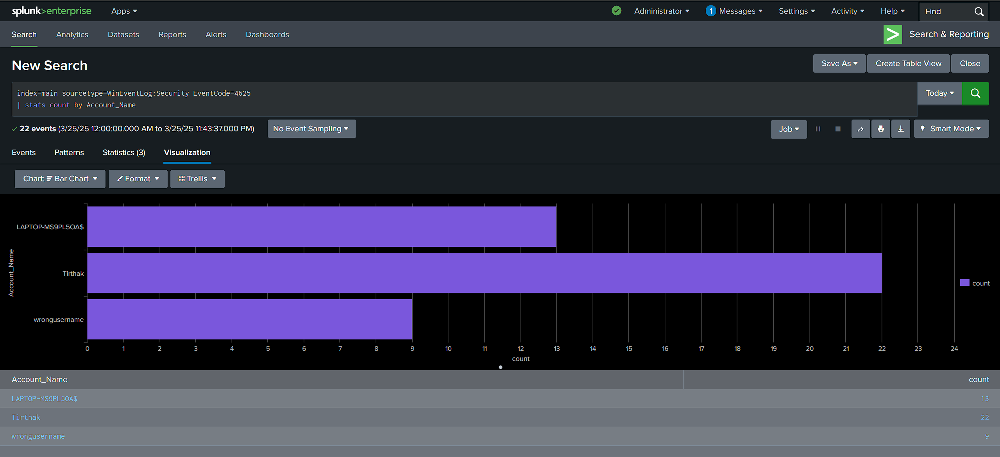 splunk>enterprise Apps Administrator 1 Messages Settings Activity Help Find
Search Analytics Datasets Reports Alerts Dashboards Search & Reporting
New Search Save As Create Table View Close
index=main sourcetype=WinEventLog:Security EventCode=4625 Today
| stats count by Account_Name
22 events (3/25/25 12:00:00.000 AM to 3/25/25 11:43:37.000 PM) No Event Sampling Job Smart Mode
Events Patterns Statistics (3) Visualization
Chart: Bar Chart Format Trellis
Account_Name
LAPTOP-MS9PL5OA$
Tirthak
wrongusername
0 1 2 3 4 5 6 7 8 9 10 11 12 13 14 15 16 17 18 19 20 21 22 23 24
count
count
Account_Name count
LAPTOP-MS9PL5OA$ 13
Tirthak 22
wrongusername 9